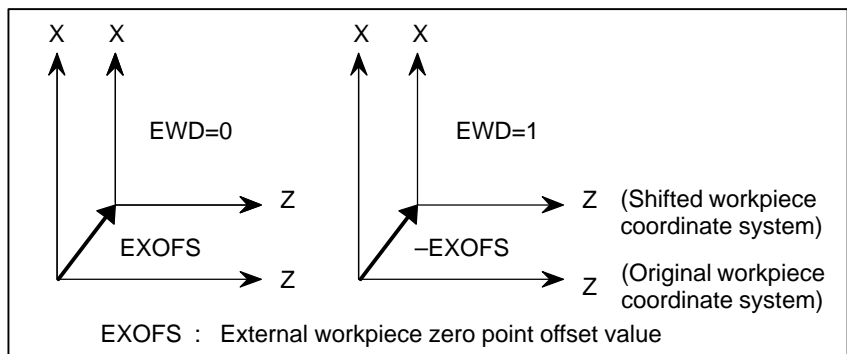 X X X X
EWD=0 EWD=1
Z Z (Shifted workpiece
coordinate system)
EXOFS –EXOFS
Z Z (Original workpiece
coordinate system)
EXOFS : External workpiece zero point offset value